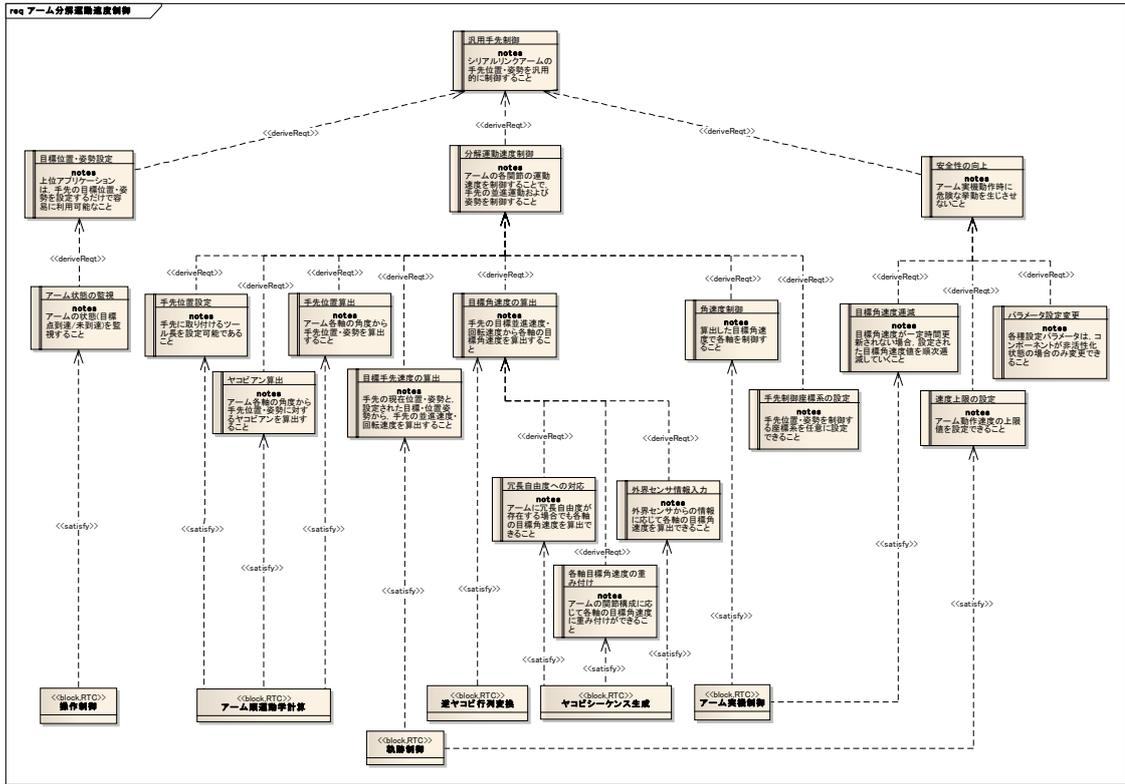 req アーム分解運動速度制御
汎用手先制御
notes
シリアルリンクアームの
手先位置・姿勢を汎用
的に制御すること
<<deriveReqt>>
<<deriveReqt>>
<<deriveReqt>>
目標位置・姿勢設定
notes
上位アプリケーション
は、手先の目標位置・姿
勢を設定するだけで容
易に利用可能なこと
分解運動速度制御
notes
アームの各関節の運動
速度を制御することで、
手先の並進運動および
姿勢を制御すること
安全性の向上
notes
アーム実機動作時に
危険な挙動を生じさせ
ないこと
<<deriveReqt>>
<<deriveReqt>>
<<deriveReqt>>
<<deriveReqt>>
<<deriveReqt>>
<<deriveReqt>>
<<deriveReqt>>
<<deriveReqt>>
<<deriveReqt>>
<<deriveReqt>>
<<deriveReqt>>
アーム状態の監視
notes
アームの状態(目標
点到達/未到達)を監
視すること
手先位置設定
notes
手先に取り付けるツー
ル長を設定可能である
こと
手先位置算出
notes
アーム各軸の角度から
手先位置・姿勢を算出
すること
目標角速度の算出
notes
手先の目標並進速度・
回転速度から各軸の目
標角速度を算出するこ
と
角速度制御
notes
算出した目標角速
度で各軸を制御する
こと
目標角速度逓減
notes
目標角速度が一定時間
更新されない場合、設定され
た目標角速度値を順次逓
減していくこと
パラメータ設定変更
notes
各種設定パラメータは、コ
ンポーネントが非活性化
状態の場合のみ変更でき
ること
ヤコビアン算出
notes
アーム各軸の角度から
手先位置・姿勢に対す
るヤコビアンを算出す
ること
目標手先速度の算出
notes
手先の現在位置・姿勢と、
設定された目標・位置姿
勢から、手先の並進速度・
回転速度を算出すること
手先制御座標系の設定
notes
手先位置・姿勢を制御す
る座標系を任意に設定
できること
速度上限の設定
notes
アーム動作速度の上限
値を設定できること
<<deriveReqt>>
<<deriveReqt>>
冗長自由度への対応
notes
アームに冗長自由度が
存在する場合でも各軸
の目標角速度を算出で
きること
外界センサ情報入力
notes
外界センサからの情報
に応じて各軸の目標角
速度を算出できること
<<deriveReqt>>
各軸目標角速度の重
み付け
notes
アームの関節構成に応
じて各軸の目標角速度
に重み付けができるこ
と
<<satisfy>>
<<satisfy>>
<<satisfy>>
<<satisfy>>
<<satisfy>>
<<satisfy>>
<<satisfy>>
<<satisfy>>
<<satisfy>>
<<satisfy>>
<<satisfy>>
<<satisfy>>
<<block,RTC>>
操作制御
<<block,RTC>>
アーム順運動学計算
<<block,RTC>>
逆ヤコビ行列変換
<<block,RTC>>
ヤコビシーケンス生成
<<block,RTC>>
アーム実機制御
<<block,RTC>>
軌跡制御